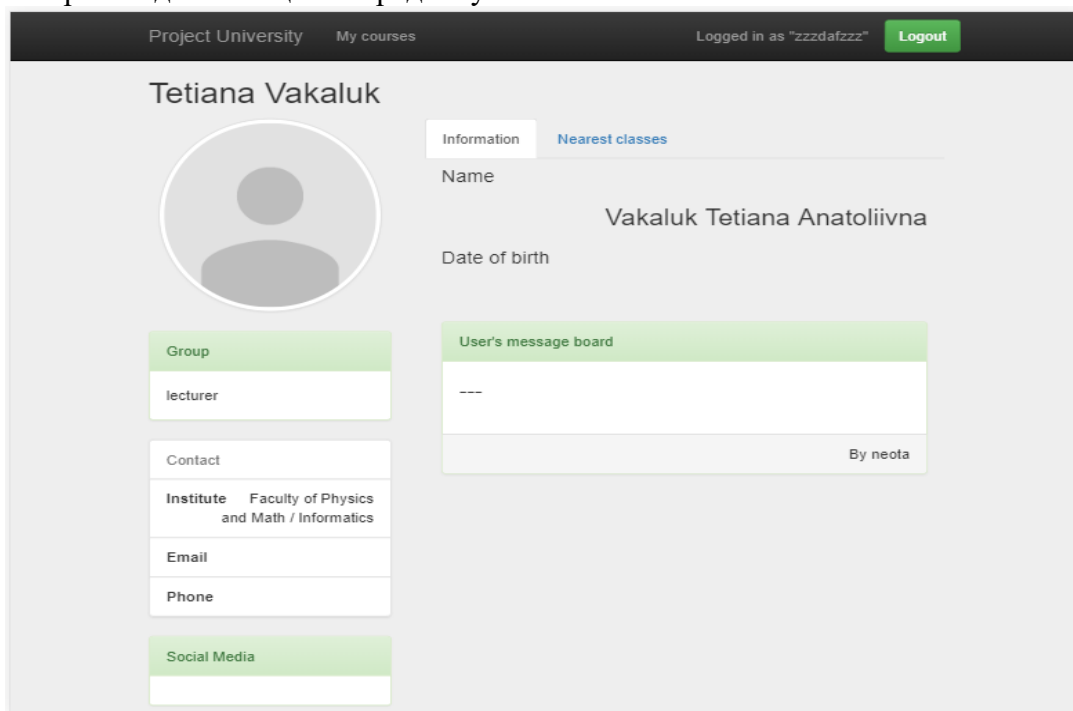 Project University My courses Logged in as "zzzdafzzz" Logout
Tetiana Vakaluk
Information Nearest classes
Name
Vakaluk Tetiana Anatoliivna
Date of birth
Group
lecturer
Contact
Institute Faculty of Physics
and Math / Informatics
Email
Phone
Social Media
User's message board
---
By neota